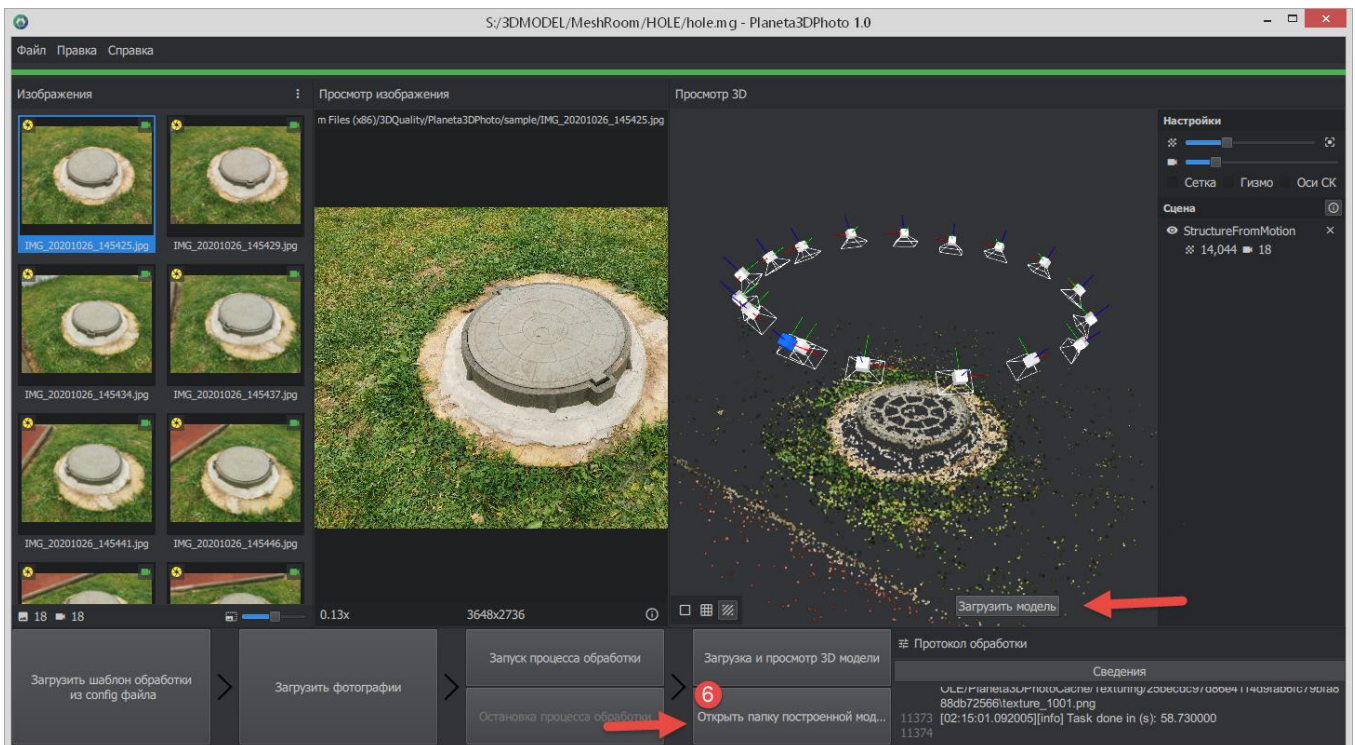 S:/3DMODEL/MeshRoom/HOLE/hole.mg - Planeta3DPhoto 1.0
Файл Правка Справка
Изображения
Просмотр изображения
Просмотр 3D
m Files (x86)/3DQuality/Planeta3DPhoto/sample/IMG_20201026_145425.jpg
Настройки
Сетка Гизмо Оси СК
Сцена
StructureFromMotion
14,044 18
IMG_20201026_145425.jpg
IMG_20201026_145429.jpg
IMG_20201026_145434.jpg
IMG_20201026_145437.jpg
IMG_20201026_145441.jpg
IMG_20201026_145446.jpg
18 18
0.13x
3648x2736
Загрузить модель
Загрузить шаблон обработки
из config файла
Загрузить фотографии
Запуск процесса обработки
Остановка процесса обработки
Загрузка и просмотр 3D модели
6
Открыть папку построенной мод...
Протокол обработки
Сведения
88db72566\texture_1001.png
11373 [02:15:01.092005][info] Task done in (s): 58.730000
11374